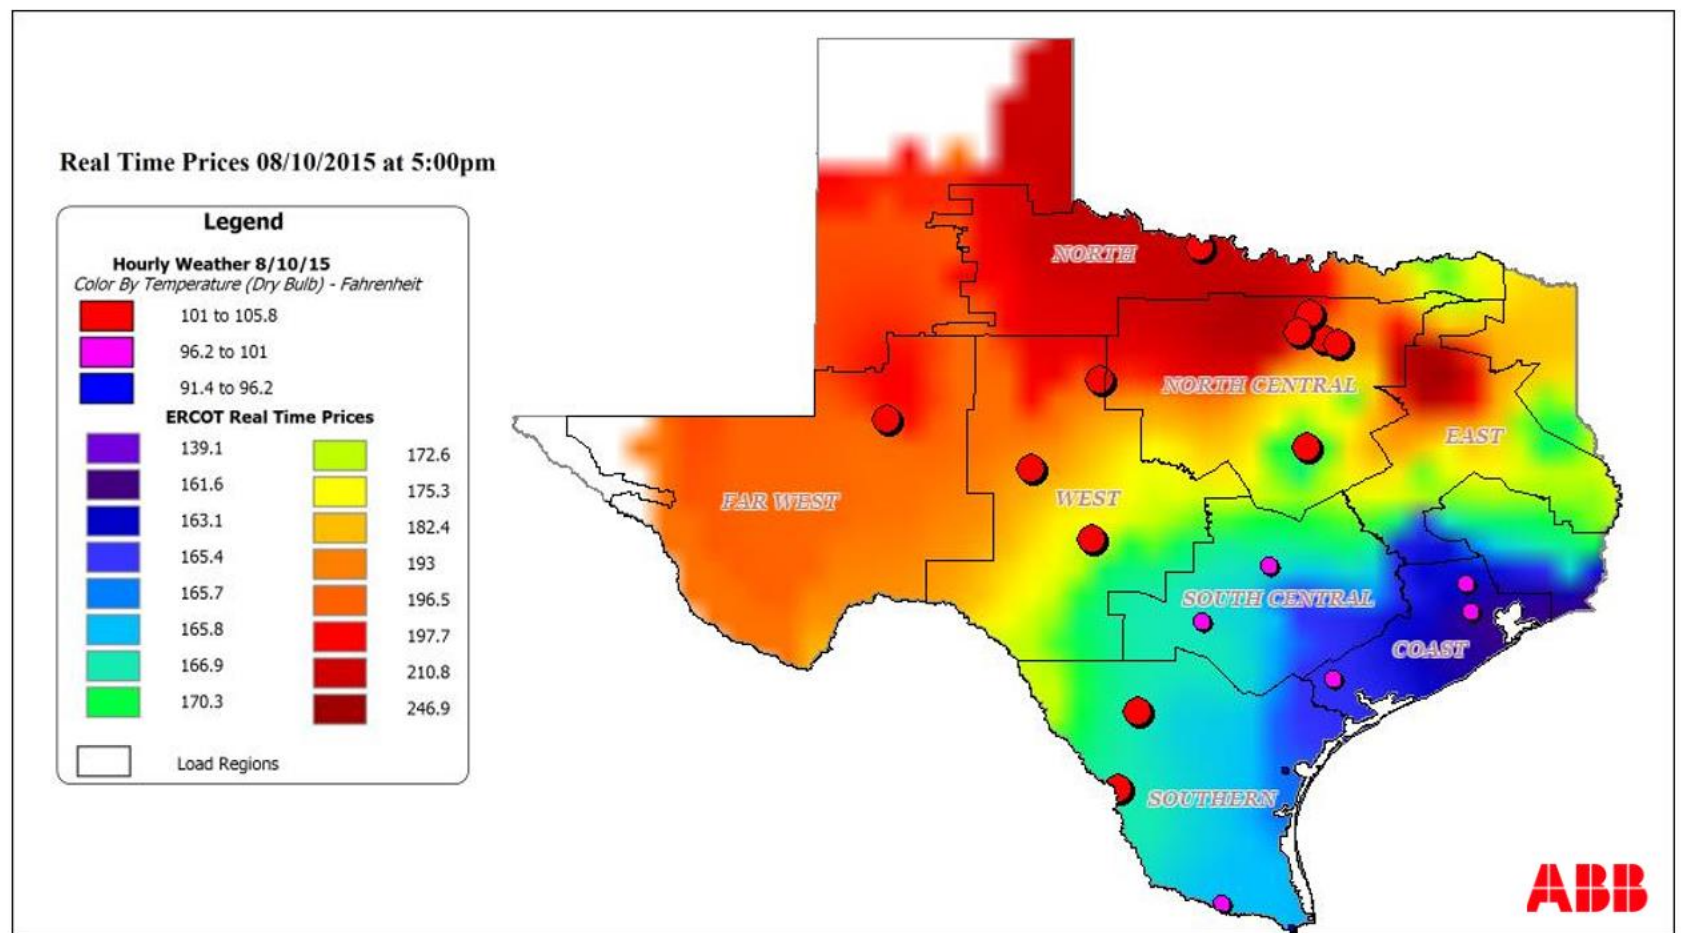 Real Time Prices 08/10/2015 at 5:00pm
Legend
Hourly Weather 8/10/15
Color By Temperature (Dry Bulb) - Fahrenheit
101 to 105.8
96.2 to 101
91.4 to 96.2
ERCOT Real Time Prices
139.1
161.6
163.1
165.4
165.7
165.8
166.9
170.3
172.6
175.3
182.4
193
196.5
197.7
210.8
246.9
Load Regions
NORTH
NORTH CENTRAL
EAST
FAR WEST
WEST
SOUTH CENTRAL
COAST
SOUTHERN
ABB